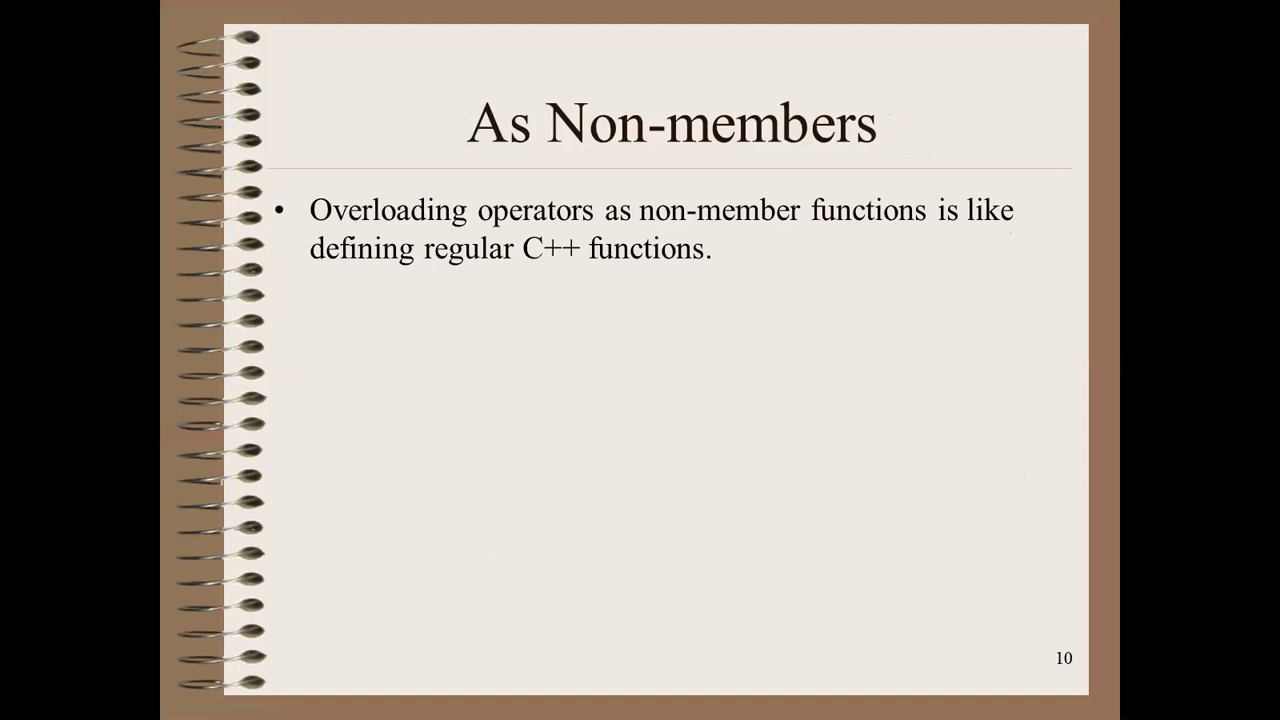 As Non-members
• Overloading operators as non-member functions is like
defining regular C++ functions.
10